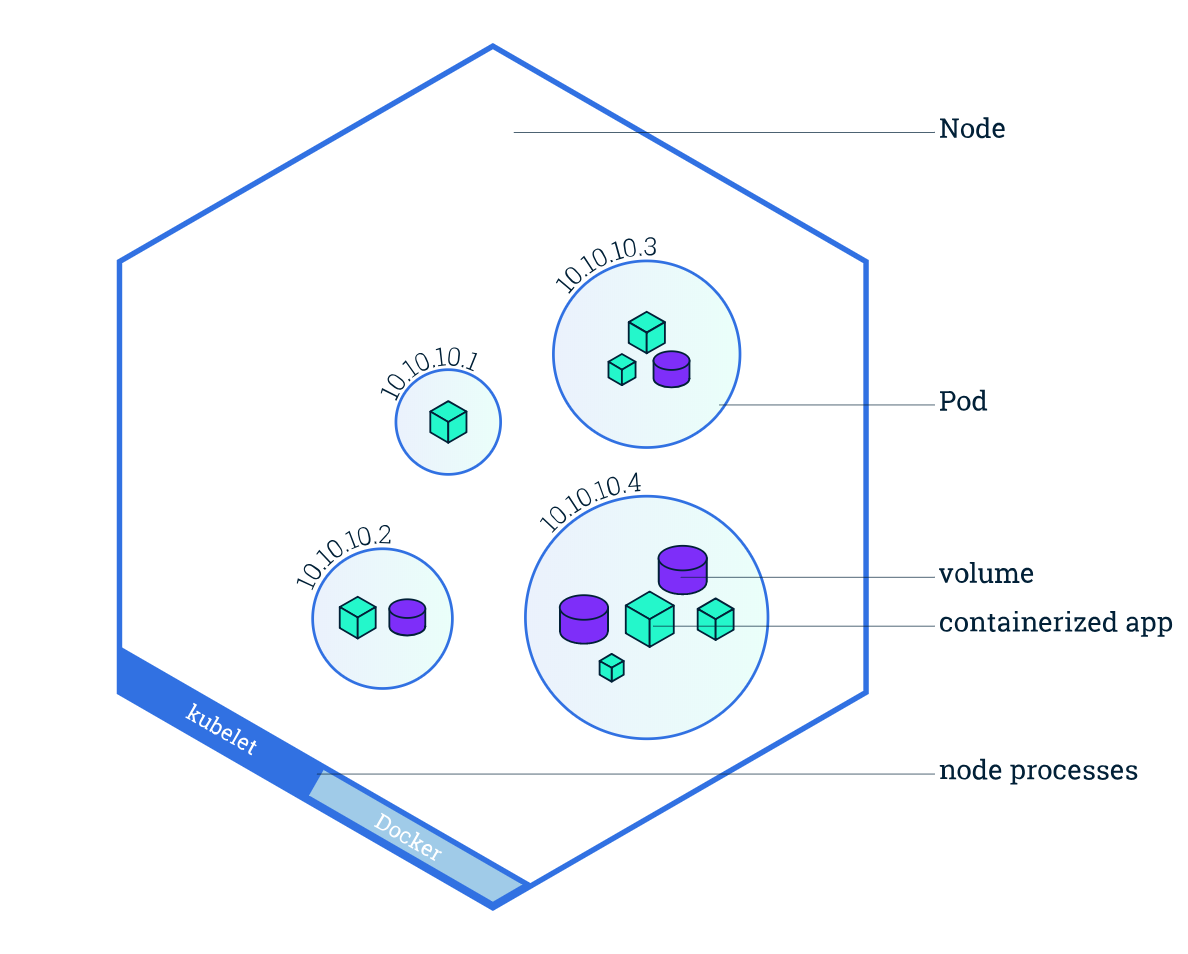 Node
10.10.10.3
10.10.10.1
Pod
10.10.10.4
10.10.10.2
volume
containerized app
kubelet
node processes
Docker